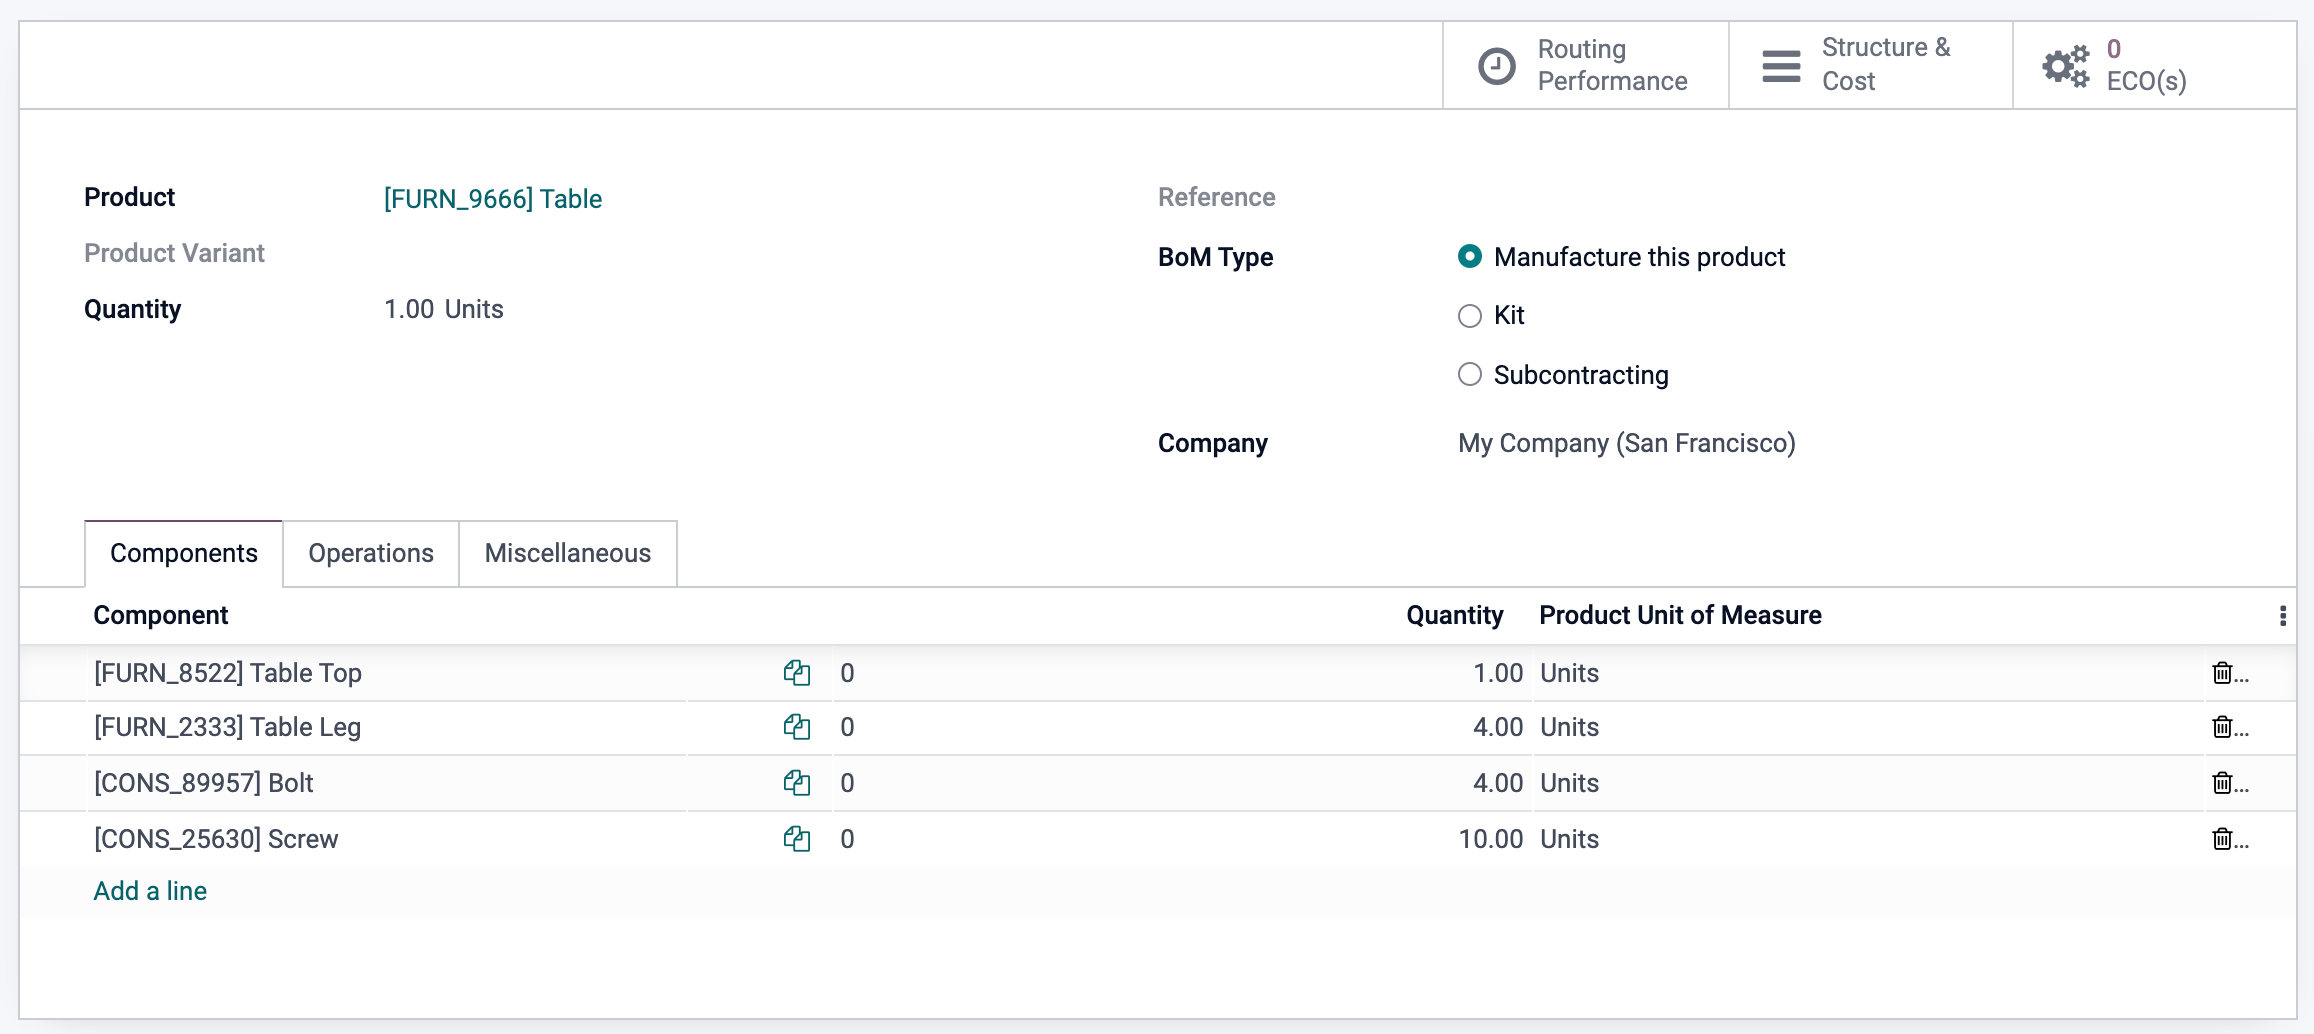 Routing
Performance
Structure &
Cost
0
ECO(s)
Product
[FURN_9666] Table
Product Variant
Quantity
1.00 Units
Reference
BoM Type
Manufacture this product
Kit
Subcontracting
Company
My Company (San Francisco)
Components Operations Miscellaneous
Component Quantity Product Unit of Measure
[FURN_8522] Table Top 0 1.00 Units ...
[FURN_2333] Table Leg 0 4.00 Units ...
[CONS_89957] Bolt 0 4.00 Units ...
[CONS_25630] Screw 0 10.00 Units ...
Add a line